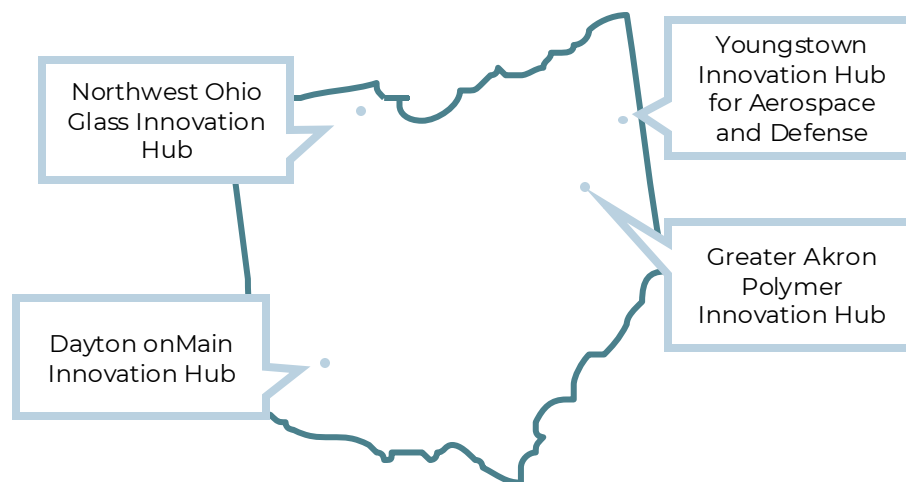 Northwest Ohio
Glass Innovation
Hub
Youngstown
Innovation Hub
for Aerospace
and Defense
Dayton onMain
Innovation Hub
Greater Akron
Polymer
Innovation Hub